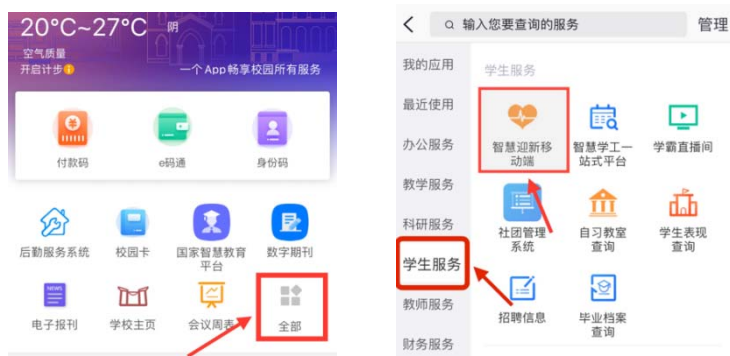 20°C~27°C 阴
空气质量
开启计步
一个App畅享校园所有服务
付款码 e码通 身份码
后勤服务系统 校园卡 国家智慧教育平台 数字期刊
NEWS
电子报刊 学校主页 会议周表 全部
输入您要查询的服务 管理
我的应用
最近使用
办公服务
教学服务
科研服务
学生服务
教师服务
财务服务
学生服务
智慧迎新移动端 智慧学工一站式平台 学霸直播间
社团管理系统 自习教室查询 学生表现查询
招聘信息 毕业档案查询